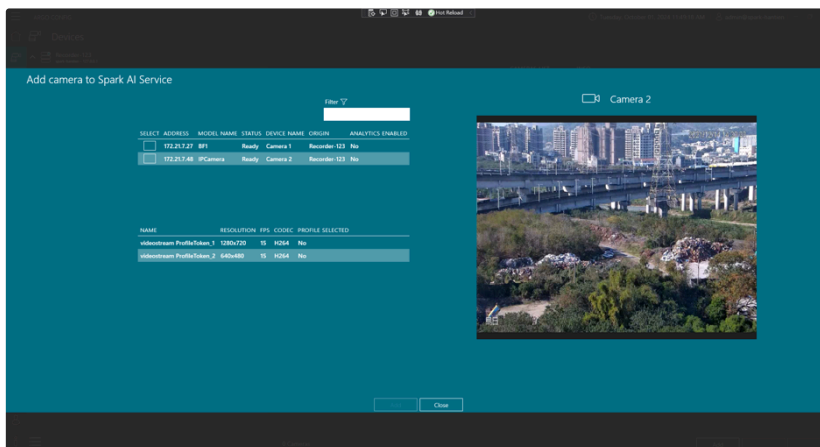 Hot Reload
Devices
Add camera to Spark AI Service
Filter
Camera 2
SELECT ADDRESS MODEL NAME STATUS DEVICE NAME ORIGIN ANALYTICS ENABLED
172.21.7.27 BF1 Ready Camera 1 Recorder-123 No
172.21.7.48 IPCamera Ready Camera 2 Recorder-123 No
NAME RESOLUTION FPS CODEC PROFILE SELECTED
videostream ProfileToken_1 1280x720 15 H264 No
videostream ProfileToken_2 640x480 15 H264 No
Close